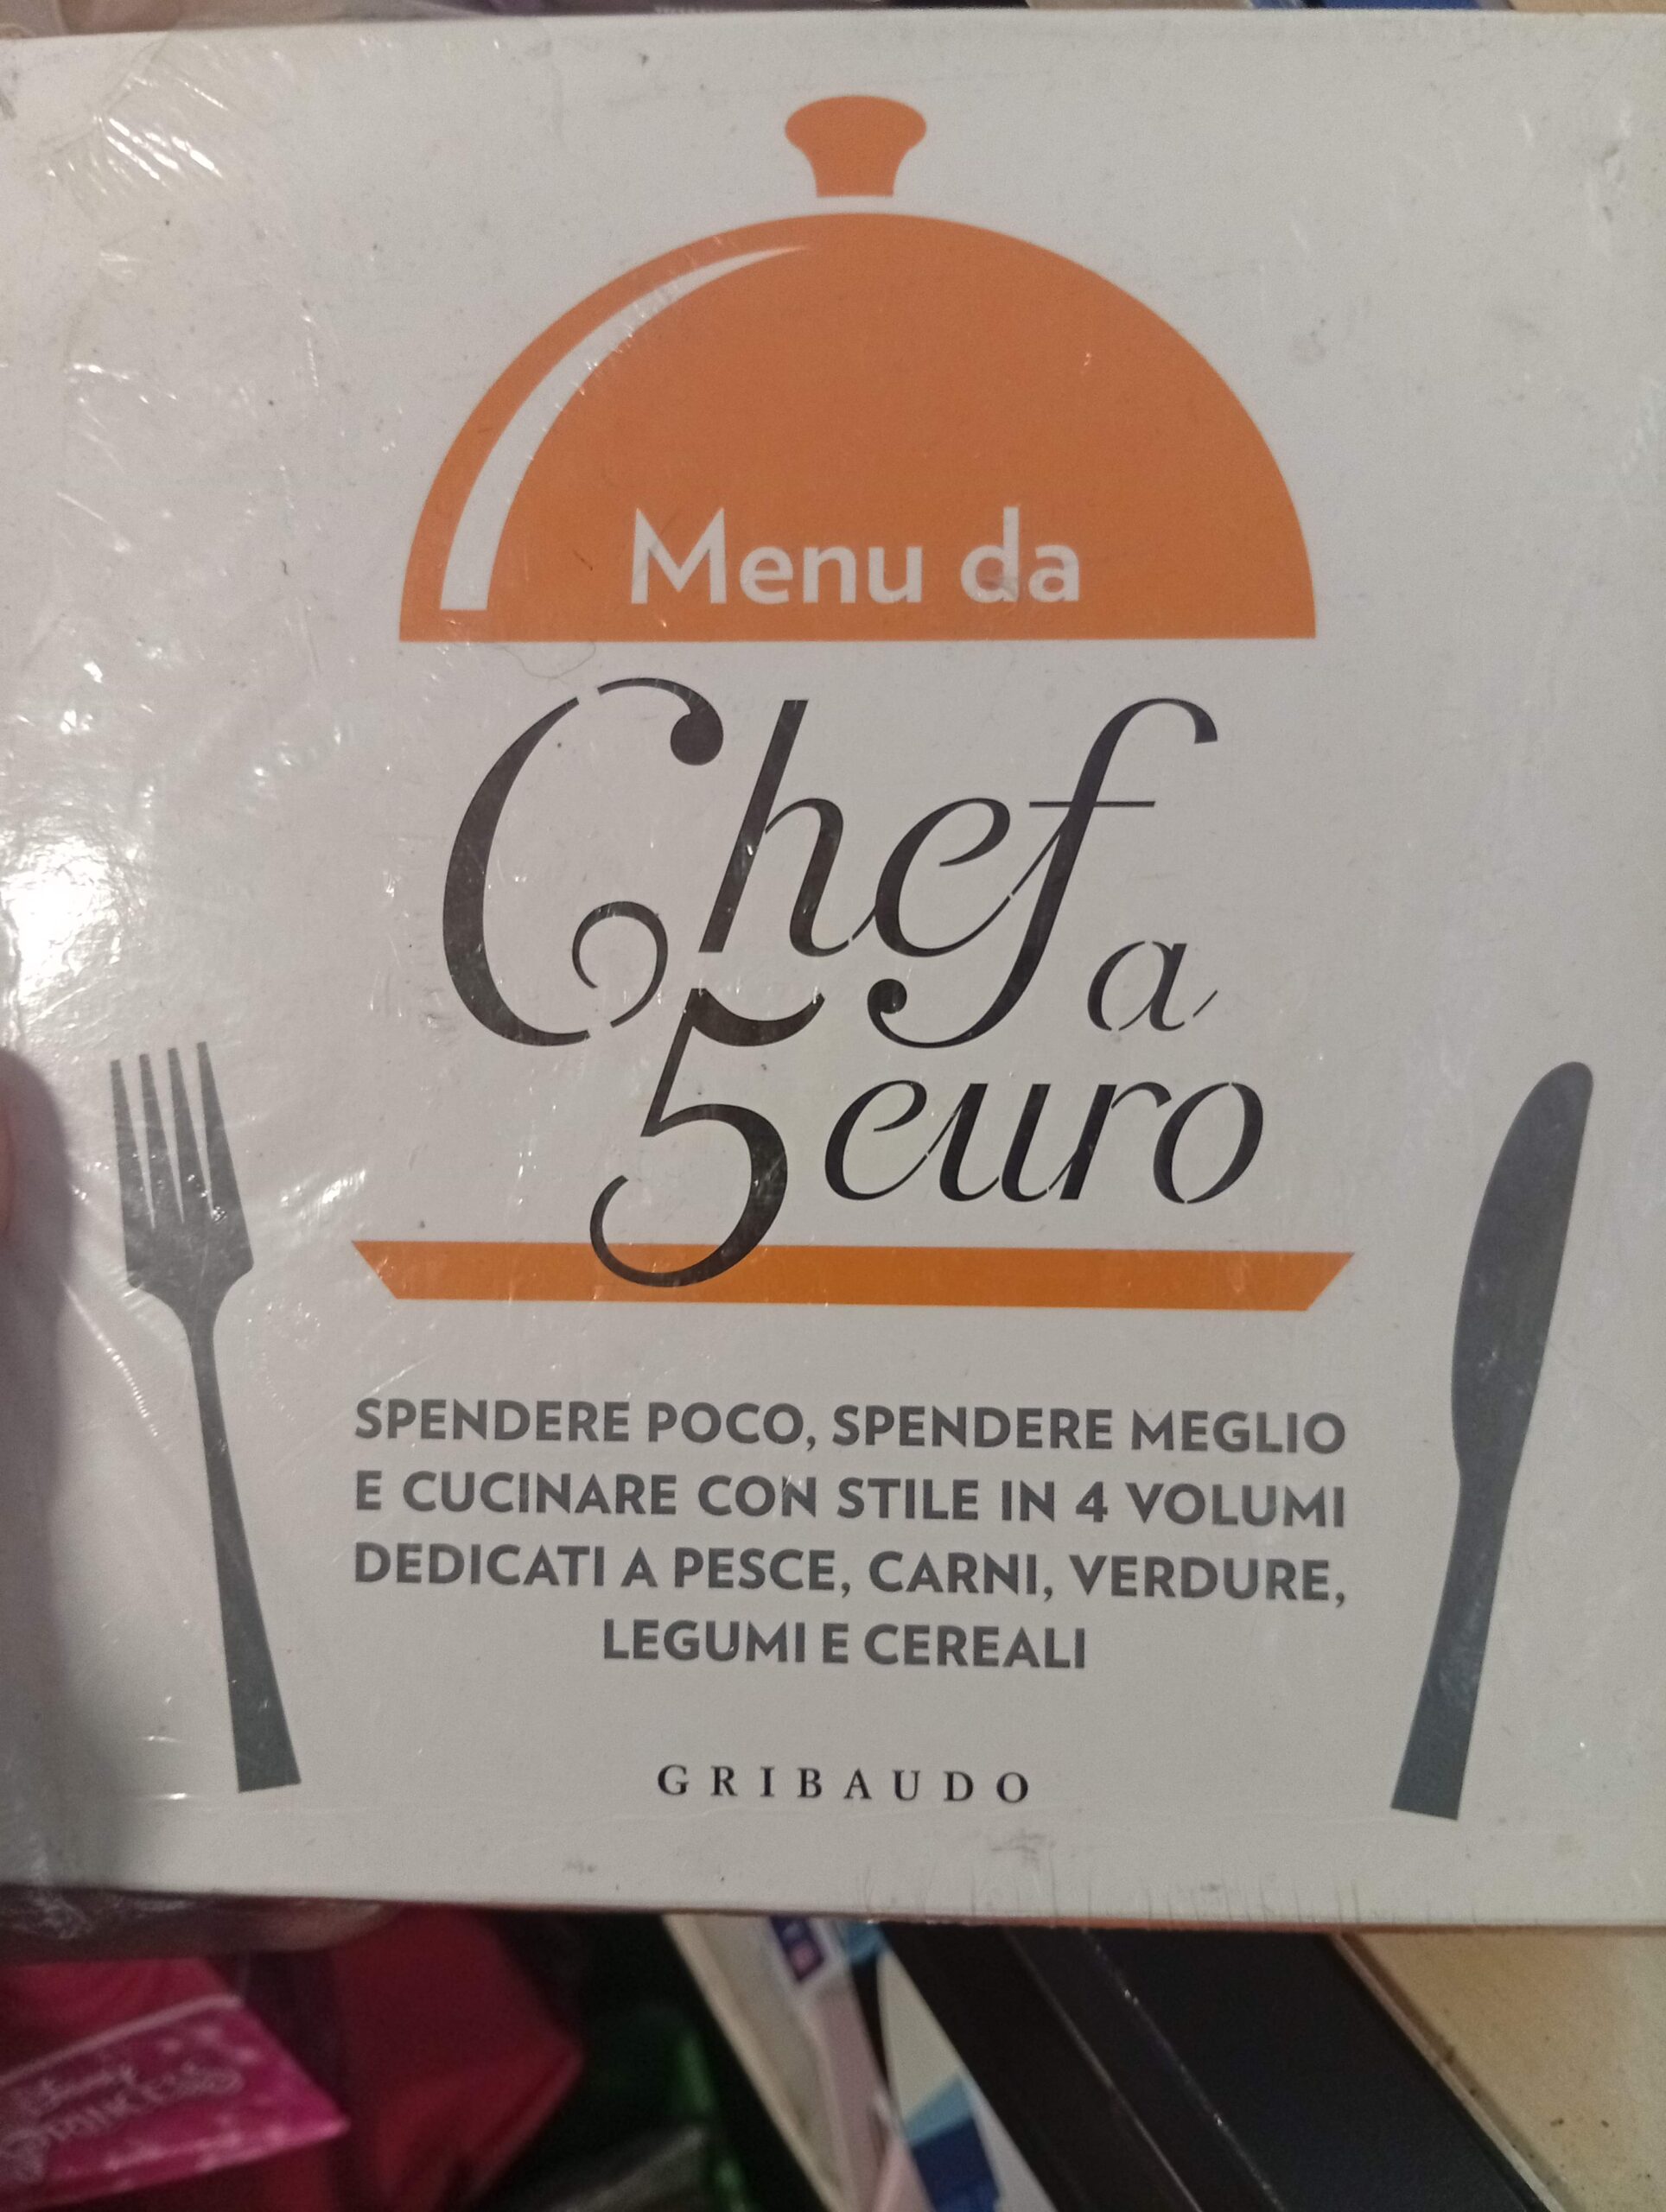 Menu da
Chef a
5 euro
SPENDERE POCO, SPENDERE MEGLIO
E CUCINARE CON STILE IN 4 VOLUMI
DEDICATI A PESCE, CARNI, VERDURE,
LEGUMI E CEREALI
GRIBAUDO
Disney